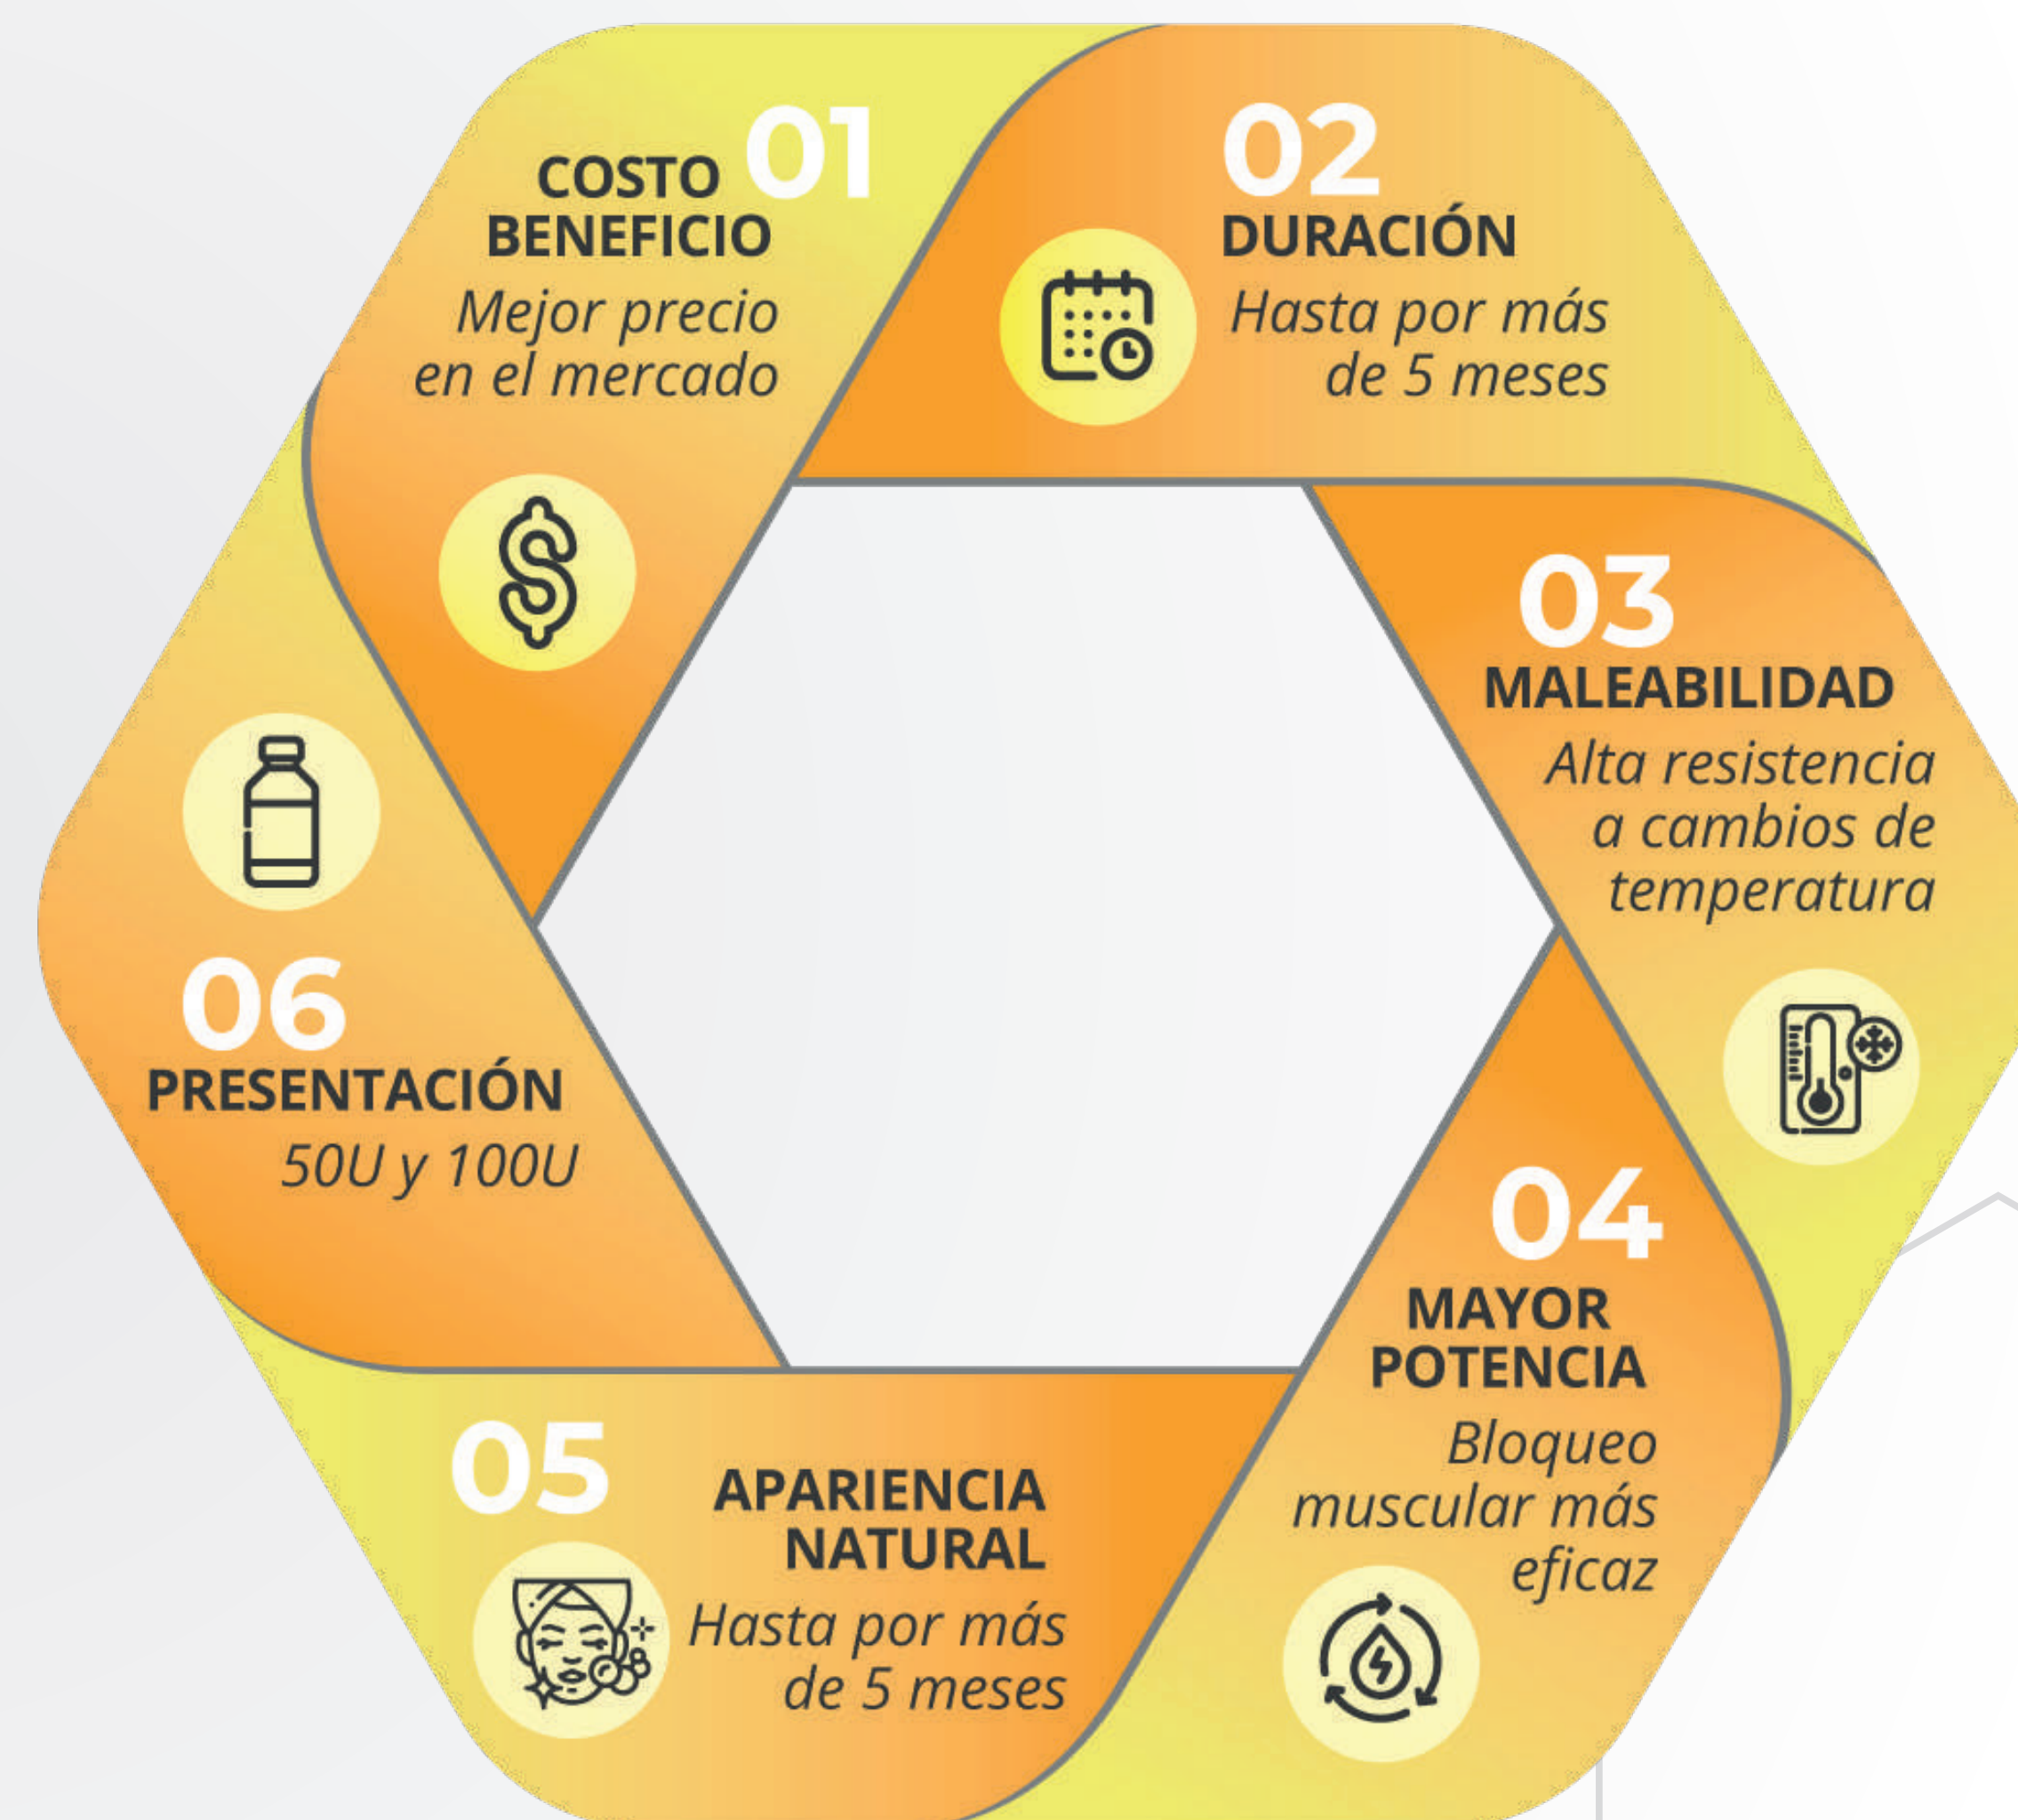 01
COSTO
BENEFICIO
Mejor precio
en el mercado
02
DURACIÓN
Hasta por más
de 5 meses
03
MALEABILIDAD
Alta resistencia
a cambios de
temperatura
04
MAYOR
POTENCIA
Bloqueo
muscular más
eficaz
05
APARIENCIA
NATURAL
Hasta por más
de 5 meses
06
PRESENTACIÓN
50U y 100U